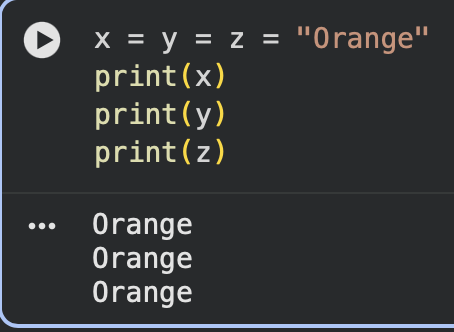 x = y = z = "Orange"
print(x)
print(y)
print(z)
Orange
Orange
Orange